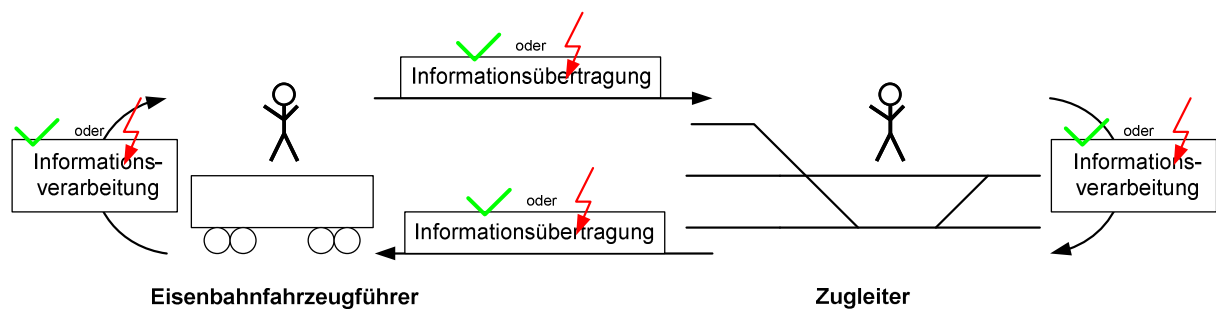 oder
Informationsübertragung
oder
Informations-
verarbeitung
oder
Informations-
verarbeitung
oder
Informationsübertragung
Eisenbahnfahrzeugführer
Zugleiter